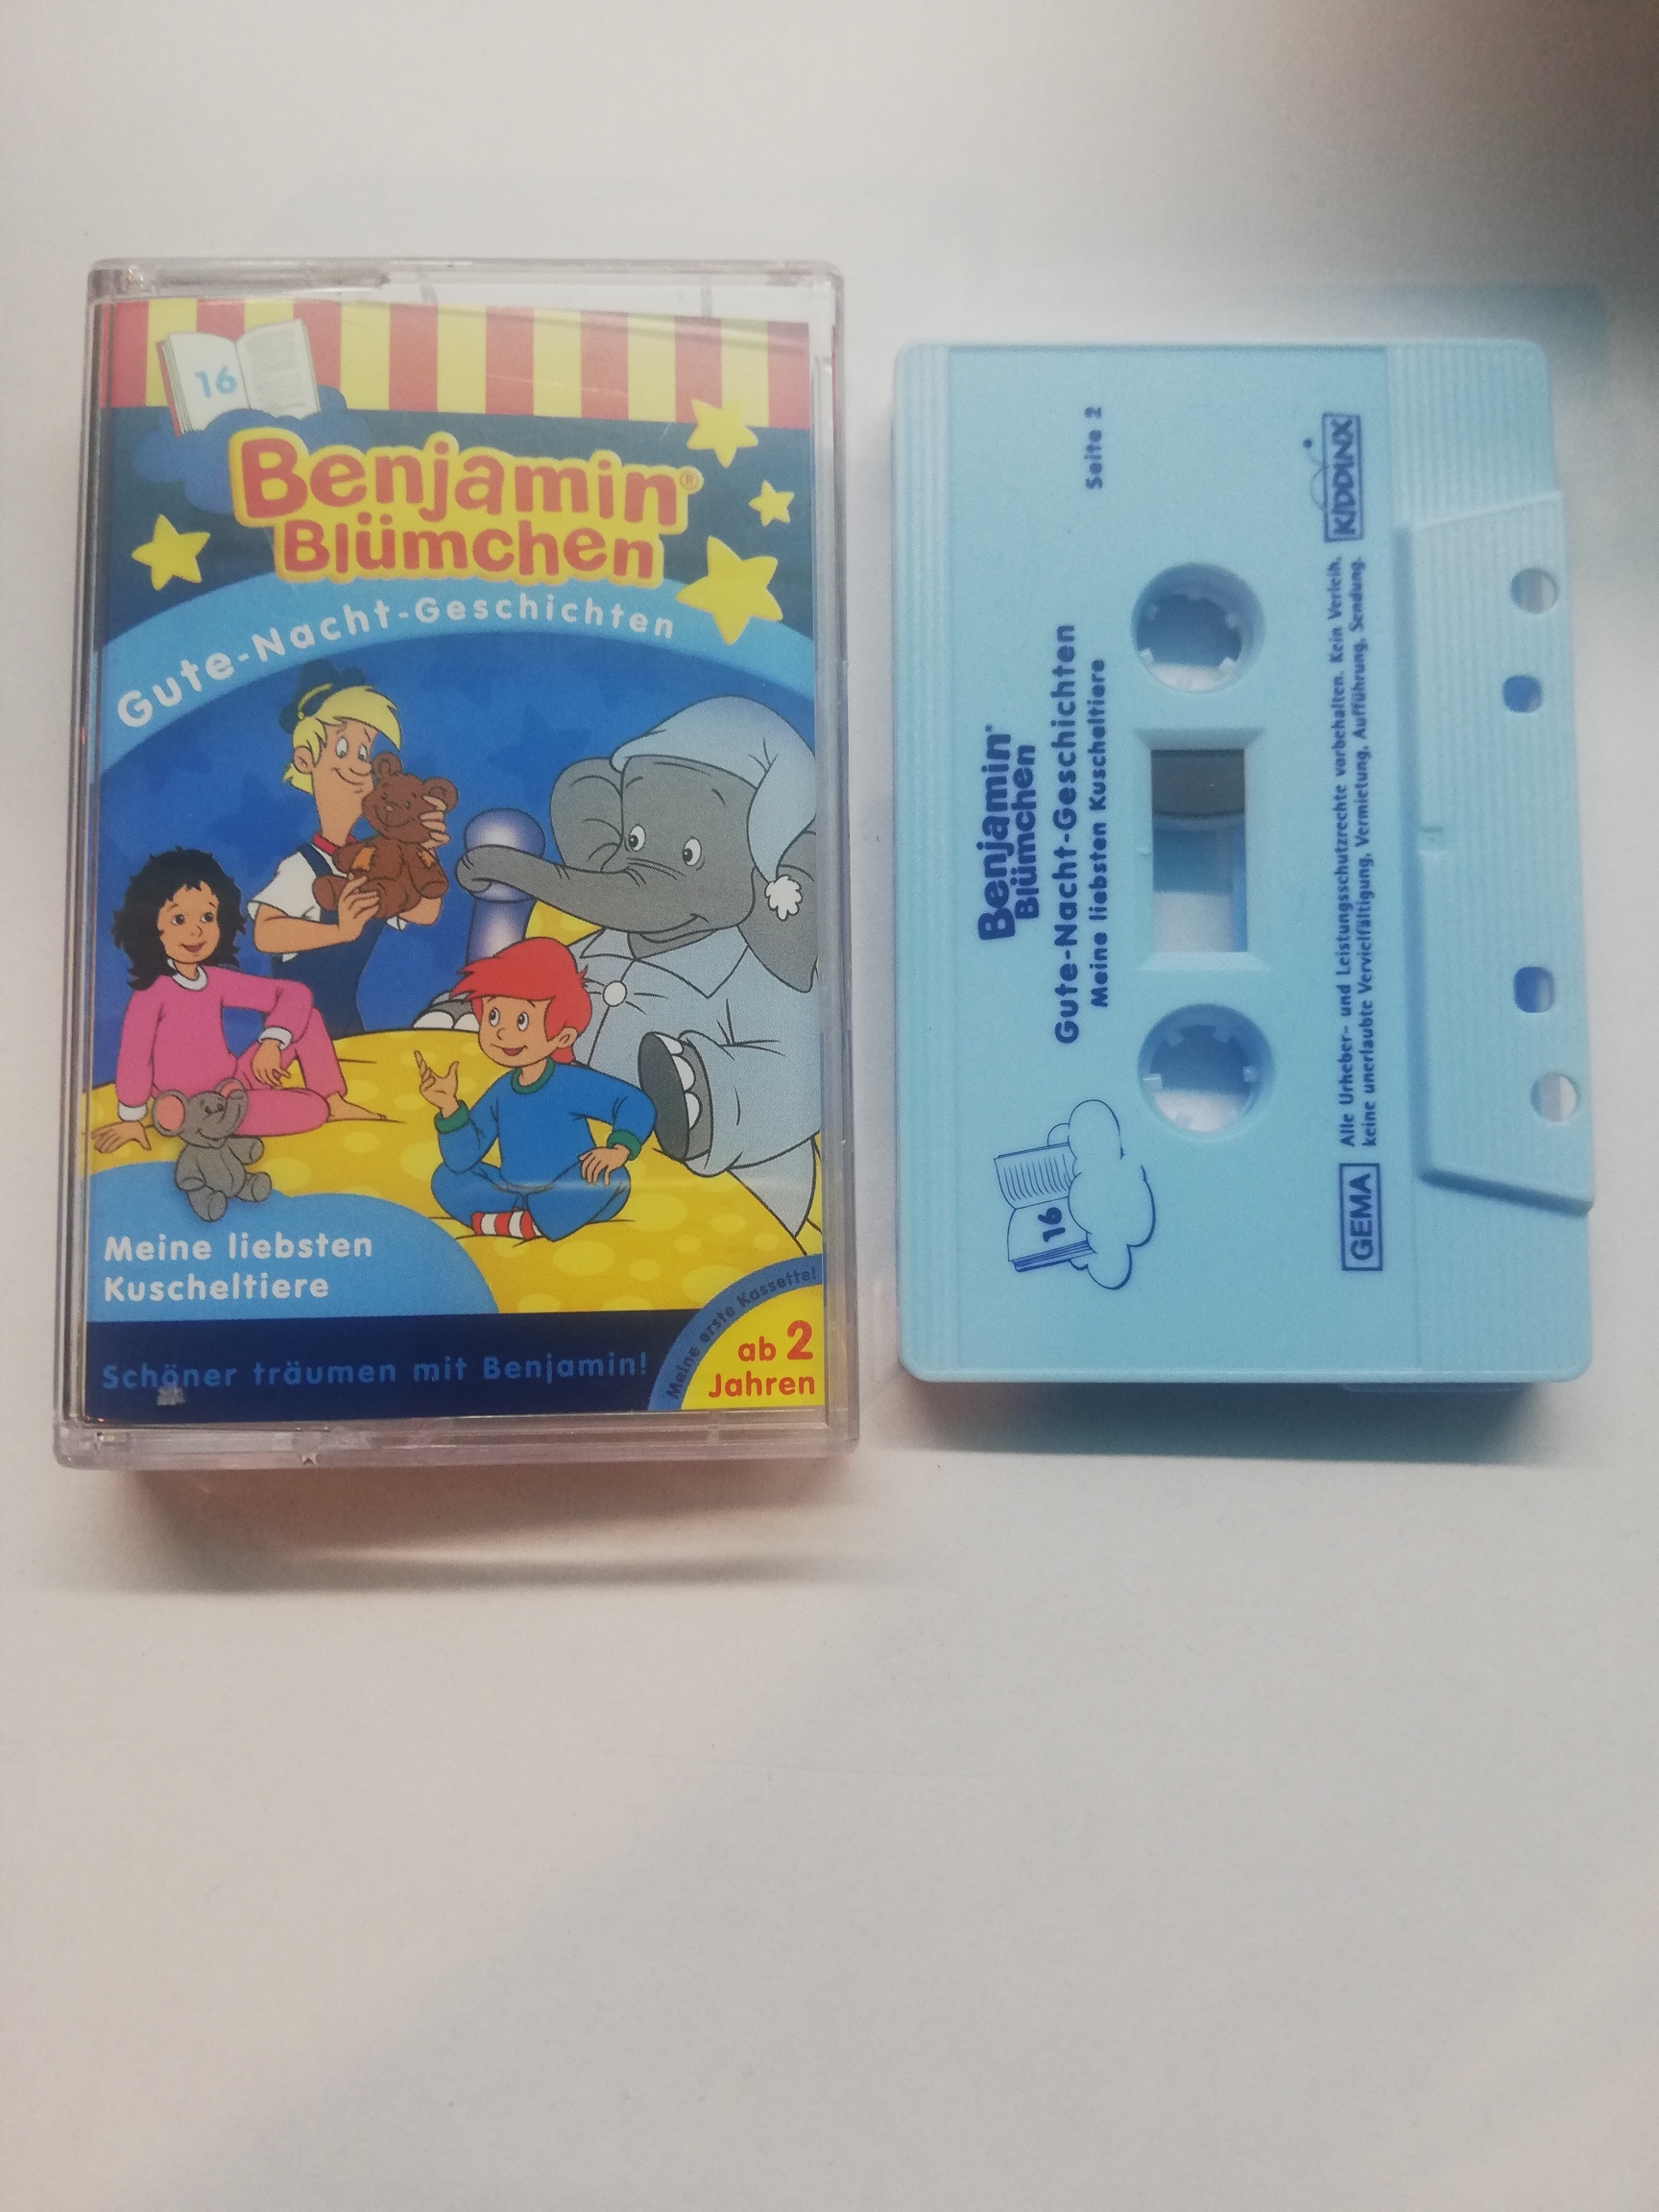 16
Benjamin®
Blümchen
Gute-Nacht-Geschichten
Meine liebsten
Kuscheltiere
Schöner träumen mit Benjamin!
Meine erste Kassette!
ab 2
Jahren
Benjamin®
Blümchen
Gute-Nacht-Geschichten
Meine liebsten Kuscheltiere
Seite 2
16
GEMA
Alle Urheber- und Leistungsschutzrechte vorbehalten. Kein Verleih,
keine unerlaubte Vervielfältigung, Vermietung, Aufführung, Sendung.
KIDDINX